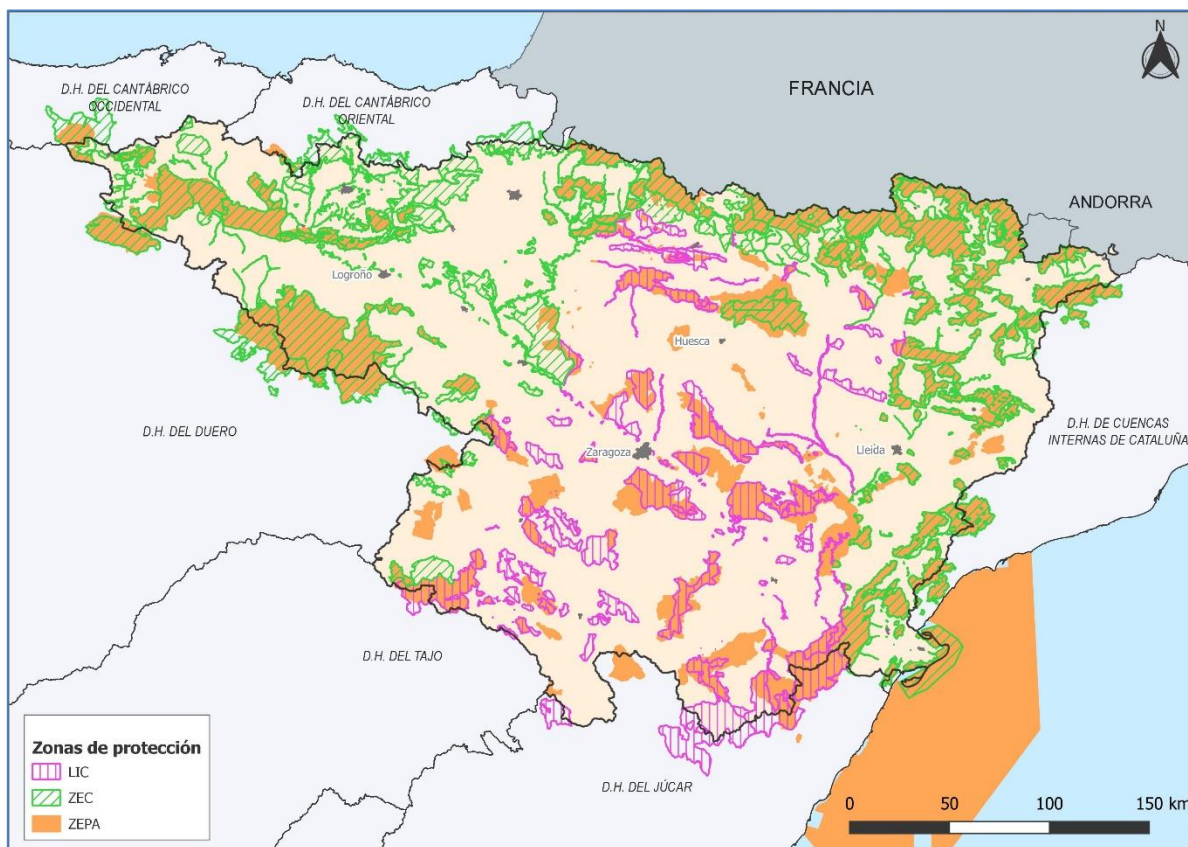 N
FRANCIA
D.H. DEL CANTÁBRICO
OCCIDENTAL
D.H. DEL CANTÁBRICO
ORIENTAL
ANDORRA
Logroño
Huesca
D.H. DEL DUERO
D.H. DE CUENCAS
INTERNAS DE CATALUÑA
Zaragoza
Lleida
D.H. DEL TAJO
D.H. DEL JÚCAR
Zonas de protección
LIC
ZEC
ZEPA
0 50 100 150 km